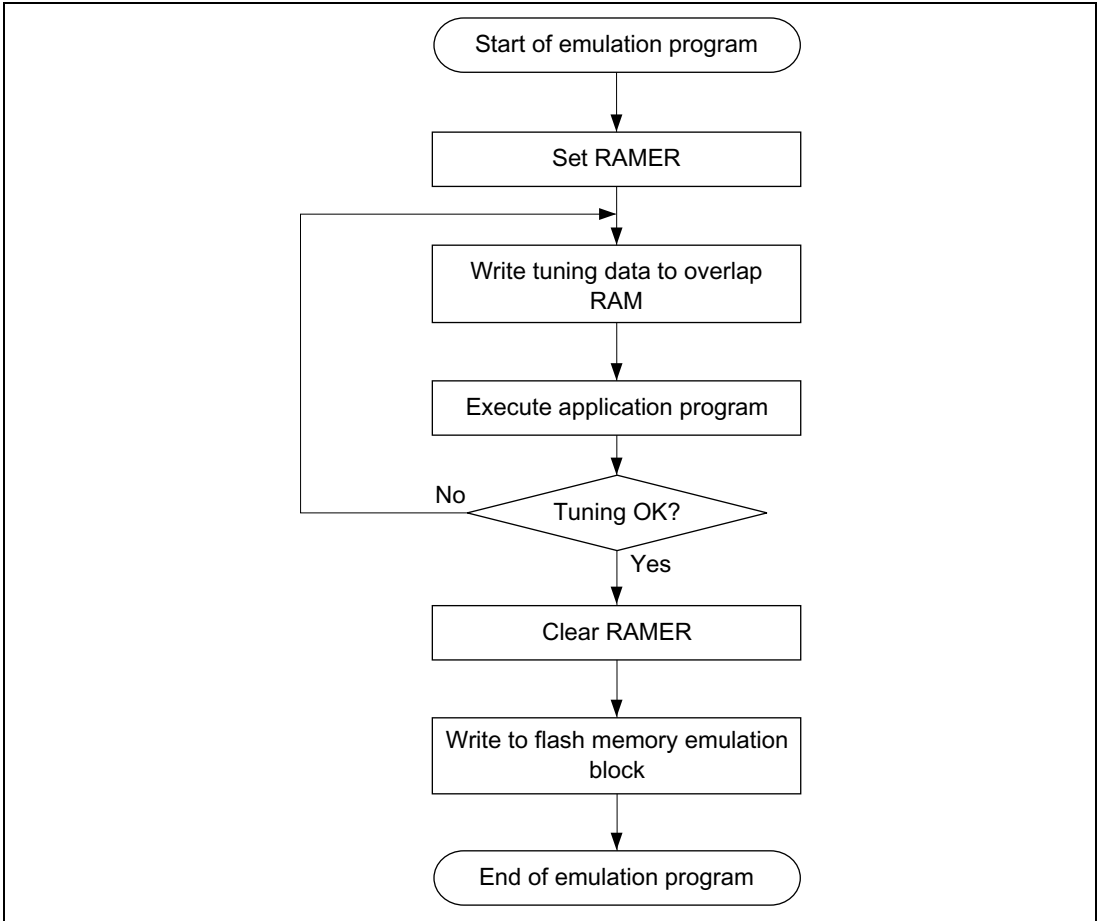 Start of emulation program
Set RAMER
Write tuning data to overlap
RAM
Execute application program
No
Tuning OK?
Yes
Clear RAMER
Write to flash memory emulation
block
End of emulation program